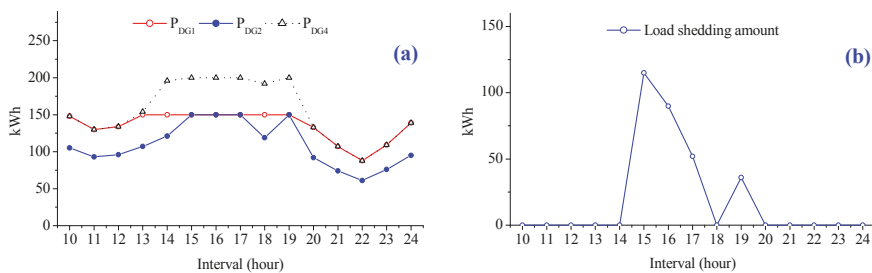 P_DG1 P_DG2 P_DG4
(a)
250
200
150
100
50
0
kWh
10 11 12 13 14 15 16 17 18 19 20 21 22 23 24
Interval (hour)
Load shedding amount
(b)
150
100
50
0
kWh
10 11 12 13 14 15 16 17 18 19 20 21 22 23 24
Interval (hour)